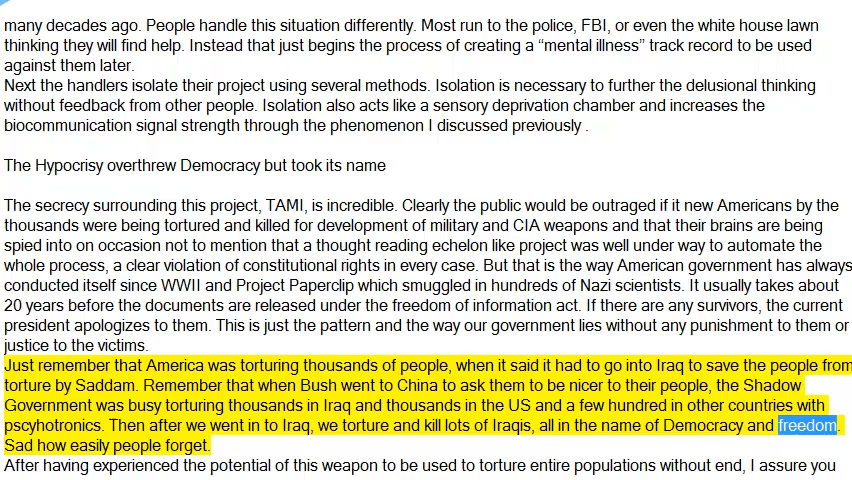 many decades ago. People handle this situation differently. Most run to the police, FBI, or even the white house lawn
thinking they will find help. Instead that just begins the process of creating a “mental illness” track record to be used
against them later.
Next the handlers isolate their project using several methods. Isolation is necessary to further the delusional thinking
without feedback from other people. Isolation also acts like a sensory deprivation chamber and increases the
biocommunication signal strength through the phenomenon I discussed previously .
The Hypocrisy overthrew Democracy but took its name
The secrecy surrounding this project, TAMI, is incredible. Clearly the public would be outraged if it new Americans by the
thousands were being tortured and killed for development of military and CIA weapons and that their brains are being
spied into on occasion not to mention that a thought reading echelon like project was well under way to automate the
whole process, a clear violation of constitutional rights in every case. But that is the way American government has always
conducted itself since WWII and Project Paperclip which smuggled in hundreds of Nazi scientists. It usually takes about
20 years before the documents are released under the freedom of information act. If there are any survivors, the current
president apologizes to them. This is just the pattern and the way our government lies without any punishment to them or
justice to the victims.
Just remember that America was torturing thousands of people, when it said it had to go into Iraq to save the people from
torture by Saddam. Remember that when Bush went to China to ask them to be nicer to their people, the Shadow
Government was busy torturing thousands in Iraq and thousands in the US and a few hundred in other countries with
pscyhotronics. Then after we went in to Iraq, we torture and kill lots of Iraqis, all in the name of Democracy and freedom.
Sad how easily people forget.
After having experienced the potential of this weapon to be used to torture entire populations without end, I assure you